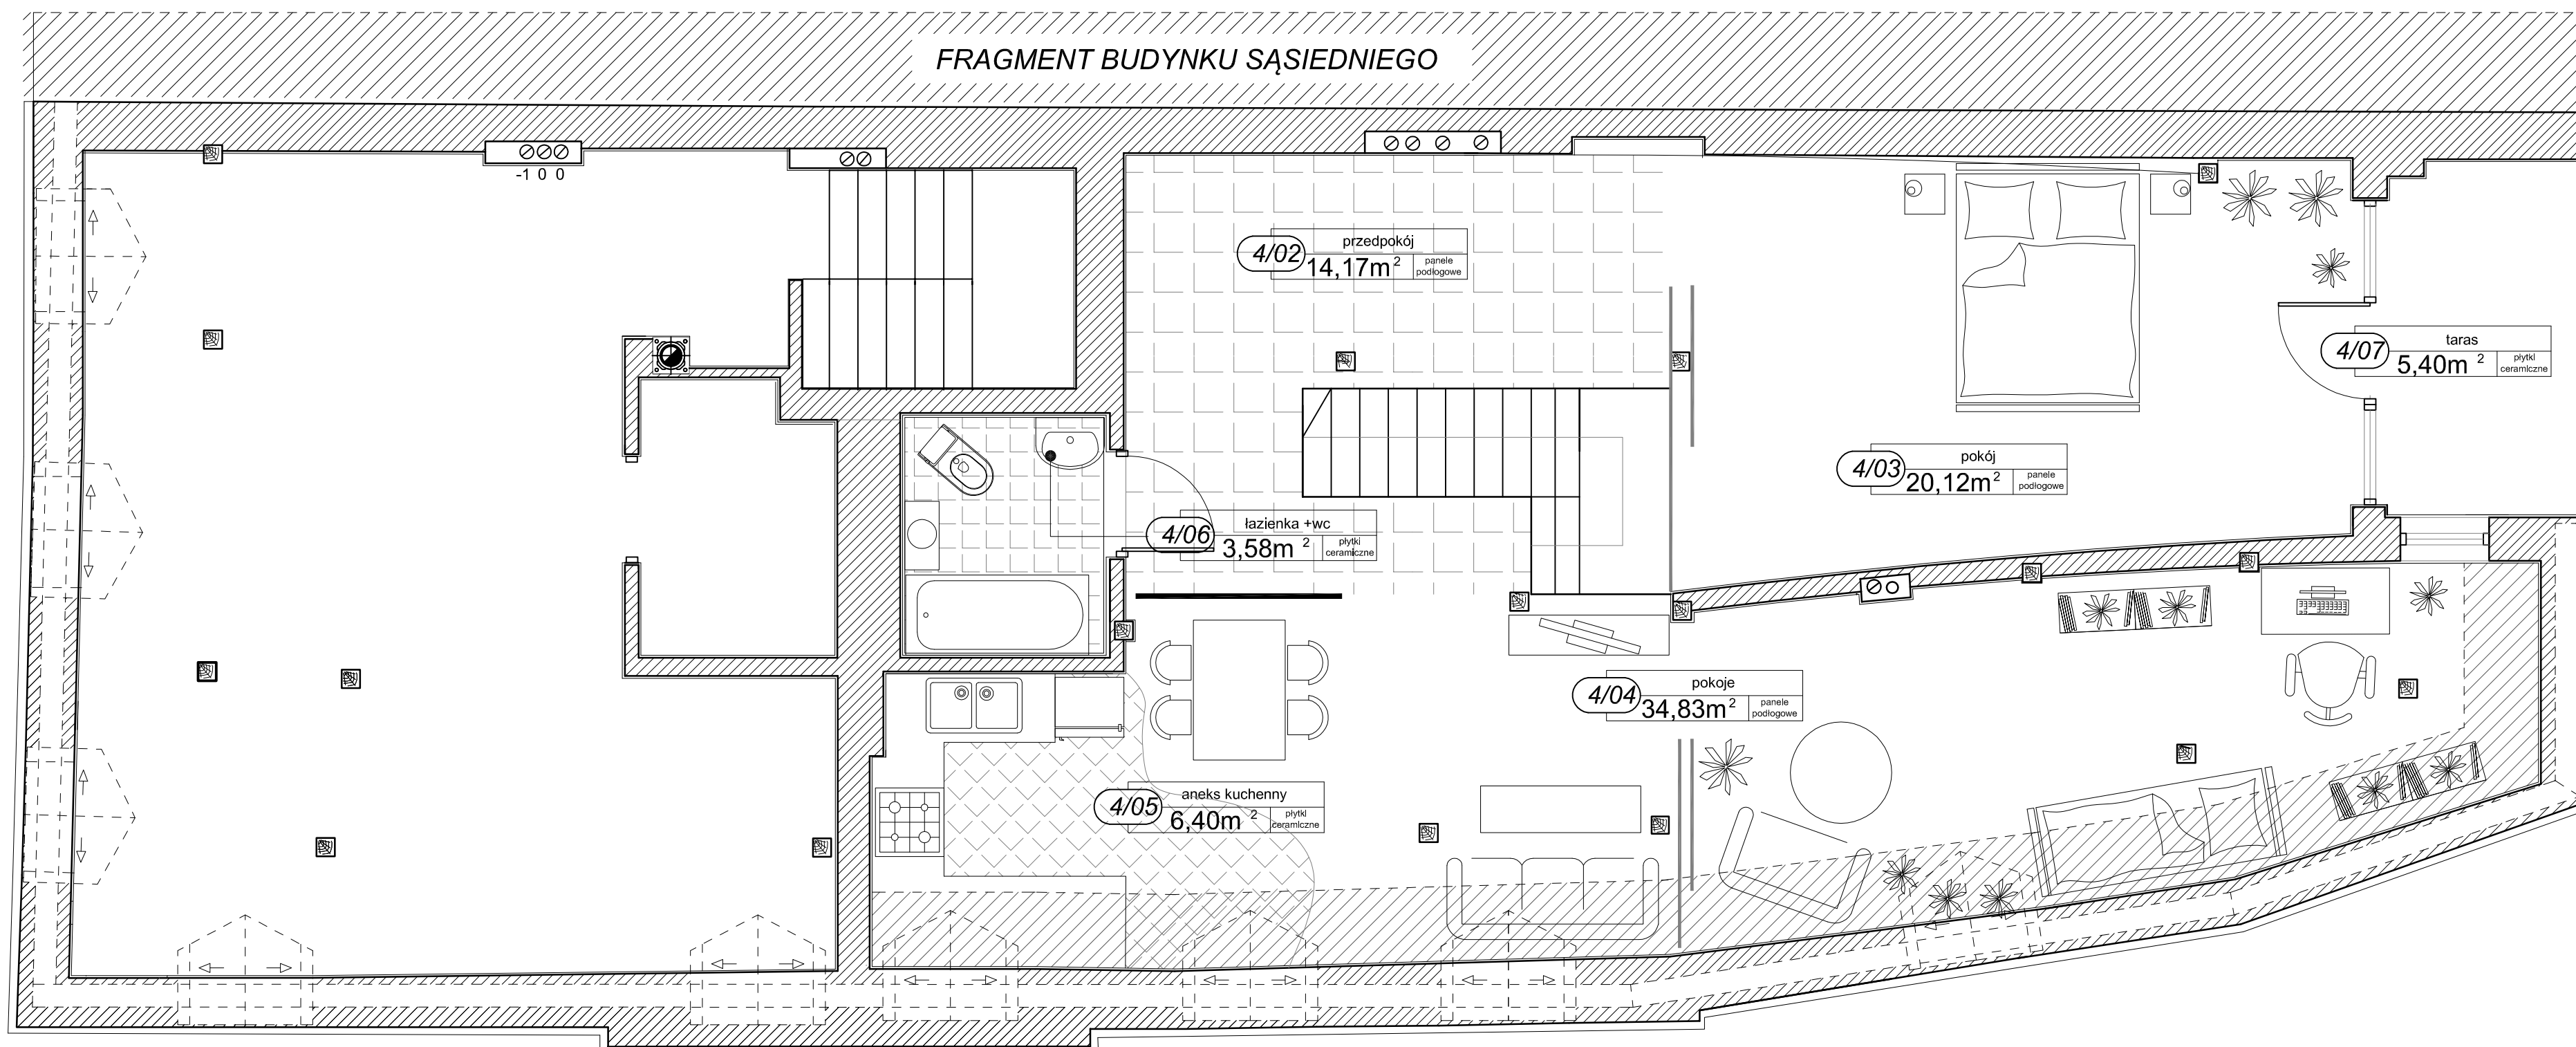 FRAGMENT BUDYNKU SĄSIEDNIEGO
-1 0 0
4/02
przedpokój
14,17m²
panele
podłogowe
4/07
taras
5,40m²
płytki
ceramiczne
4/03
pokój
20,12m²
panele
podłogowe
4/06
łazienka +wc
3,58m²
płytki
ceramiczne
4/04
pokoje
34,83m²
panele
podłogowe
4/05
aneks kuchenny
6,40m²
płytki
ceramiczne